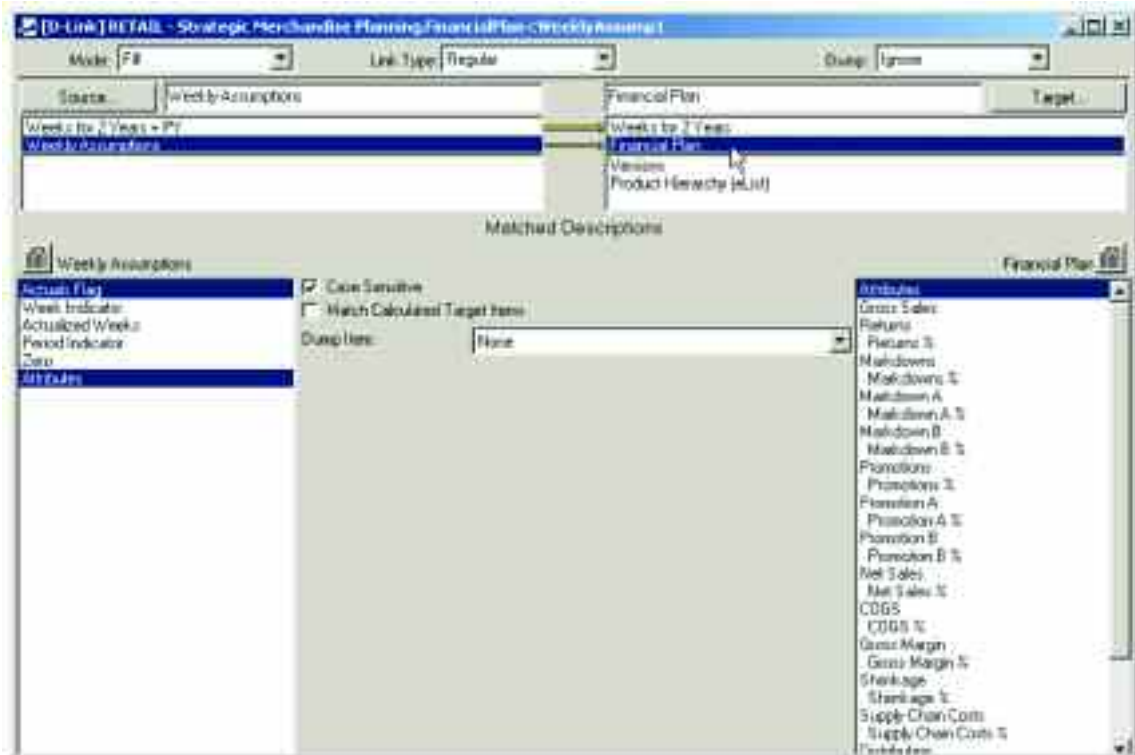 [D-Link] RETAIL - Strategic Merchandise Planning.FinancialPlan<WeeklyAssumpt
Mode: Fill Link Type: Regular Dump: Ignore
Source... Weekly Assumptions Financial Plan Target...
Weeks for 2 Years + PY Weeks for 2 Years
Weekly Assumptions Financial Plan
Versions
Product Hierarchy (eList)
Matched Descriptions
Weekly Assumptions Financial Plan
Actuals Flag Case Sensitive Attributes
Week Indicator Match Calculated Target Items Gross Sales
Actualized Weeks Returns
Period Indicator Dump Item: None Returns %
Zero Markdowns
Attributes Markdowns %
Markdown A
Markdown A %
Markdown B
Markdown B %
Promotions
Promotions %
Promotion A
Promotion A %
Promotion B
Promotion B %
Net Sales
Net Sales %
COGS
COGS %
Gross Margin
Gross Margin %
Shrinkage
Shrinkage %
Supply Chain Costs
Supply Chain Costs %